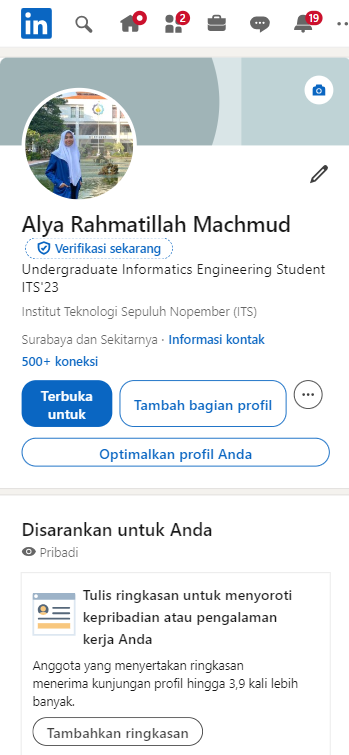 in
2
19
Alya Rahmatillah Machmud
Verifikasi sekarang
Undergraduate Informatics Engineering Student
ITS'23
Institut Teknologi Sepuluh Nopember (ITS)
Surabaya dan Sekitarnya · Informasi kontak
500+ koneksi
Terbuka
untuk
Tambah bagian profil
Optimalkan profil Anda
Disarankan untuk Anda
Pribadi
Tulis ringkasan untuk menyoroti
kepribadian atau pengalaman
kerja Anda
Anggota yang menyertakan ringkasan
menerima kunjungan profil hingga 3,9 kali lebih
banyak.
Tambahkan ringkasan